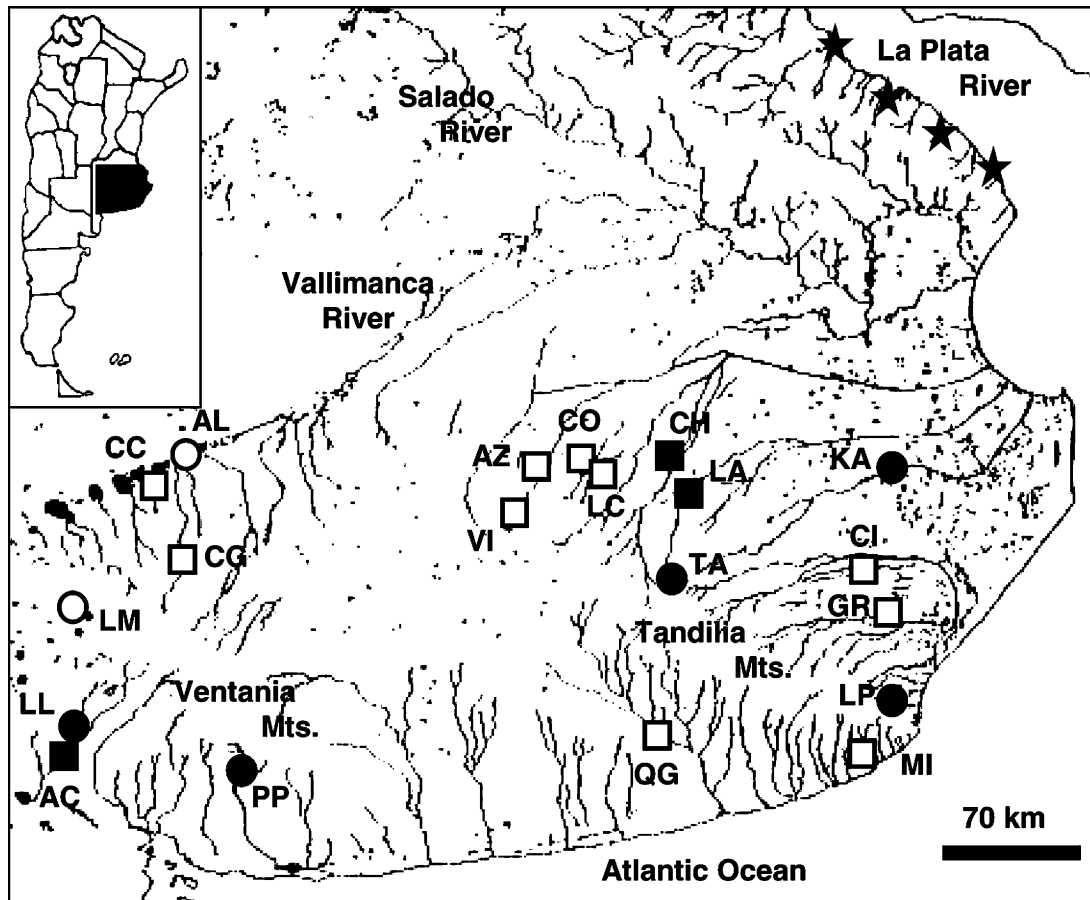 La Plata
River
Salado
River
Vallimanca
River
AL
CC
CO
CH
AZ
LA
KA
LC
VI
CI
CG
TA
GR
LM
Tandilia
Mts.
Ventania
Mts.
LL
LP
QG
MI
AC
PP
70 km
Atlantic Ocean